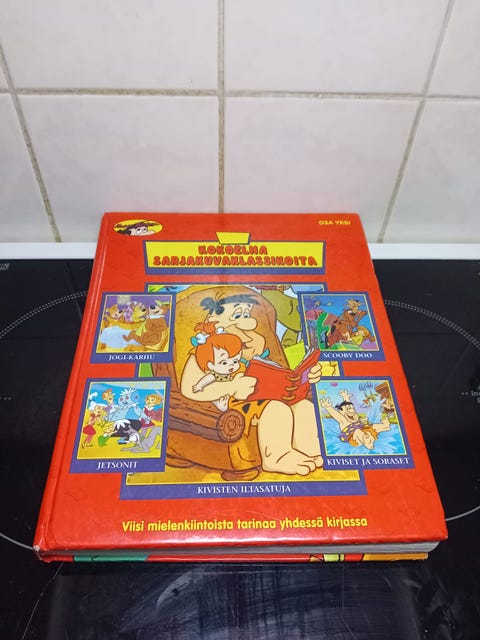 OSA YKSI
KOKOELMA
SARJAKUVAKLASSIKOITA
JOGI-KARHU
SCOOBY DOO
JETSONIT
KIVISET JA SORASET
KIVISTEN ILTASATUJA
Viisi mielenkiintoista tarinaa yhdessä kirjassa